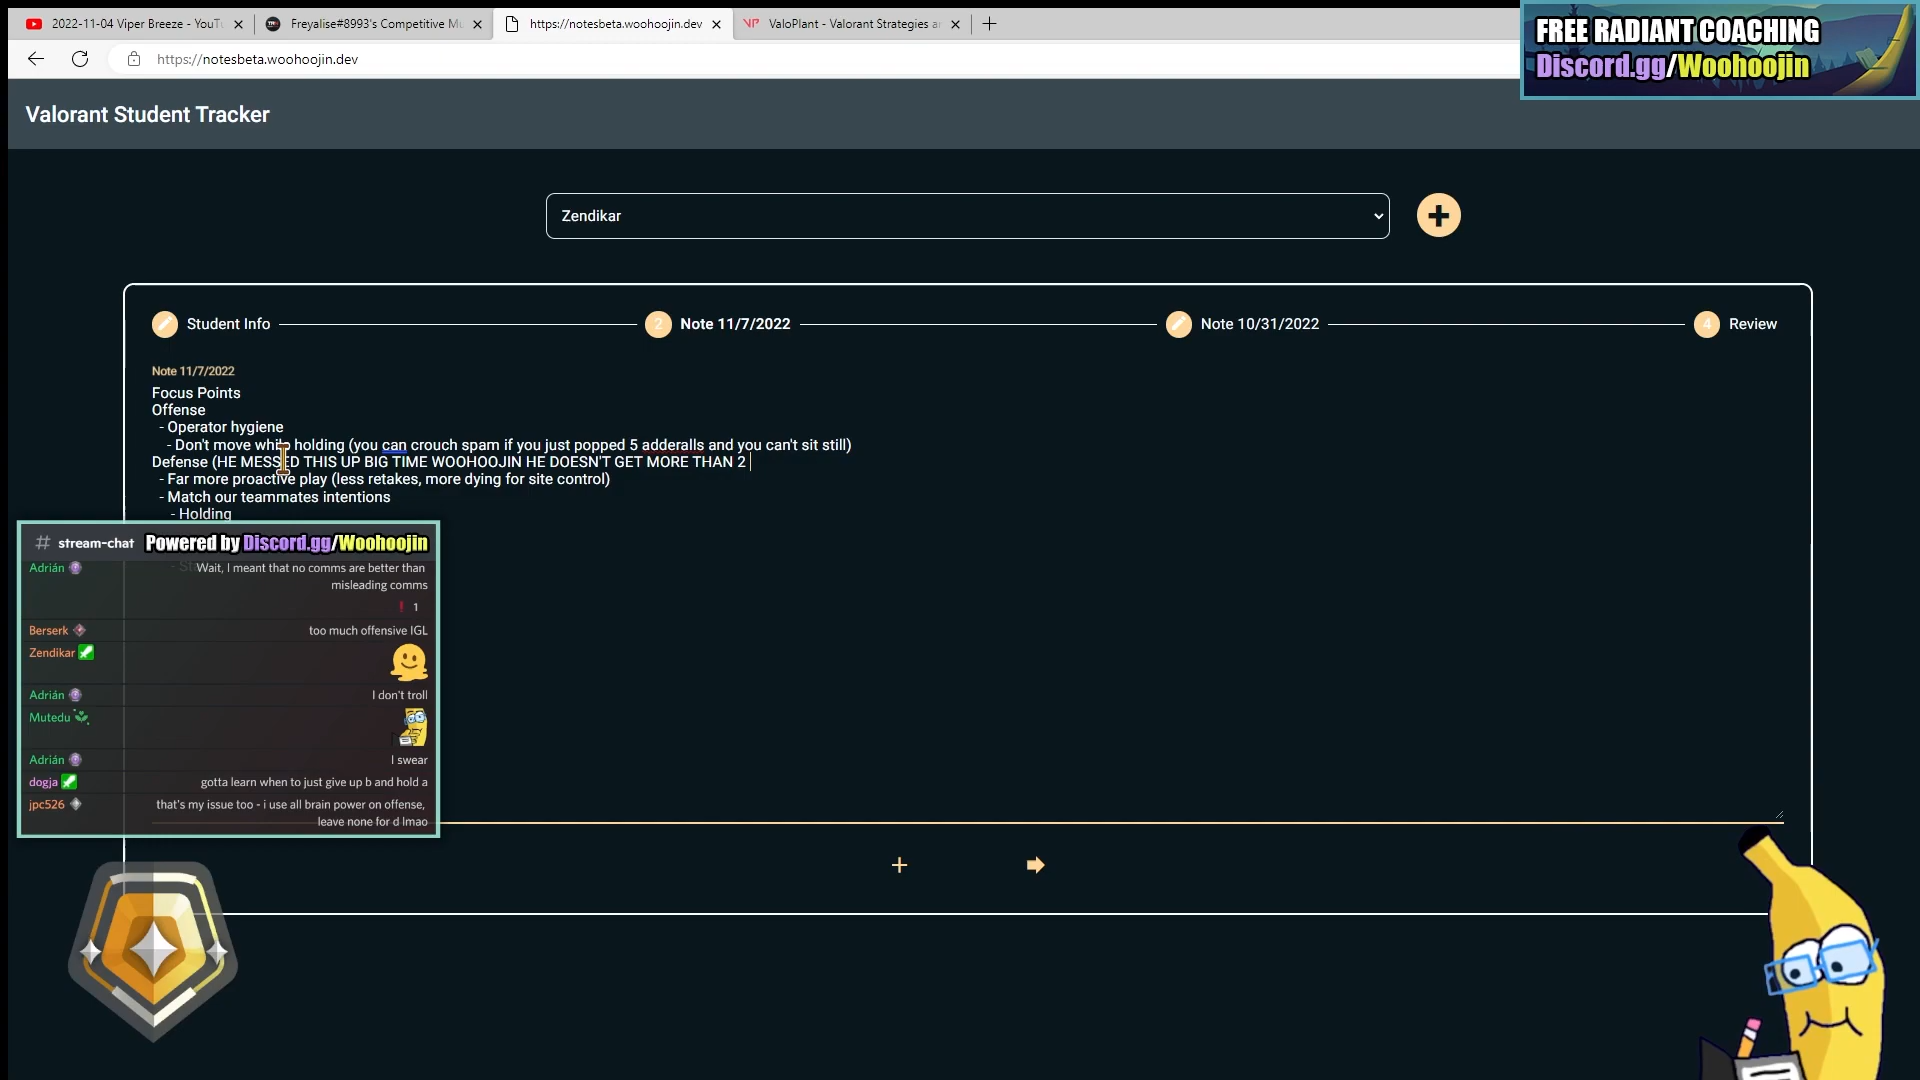 2022-11-04 Viper Breeze - YouTu
Freyalise#8993's Competitive M
https://notesbeta.woohoojin.dev
ValoPlant - Valorant Strategies a
https://notesbeta.woohoojin.dev
FREE RADIANT COACHING
Discord.gg/Woohoojin
Valorant Student Tracker
Zendikar
Student Info
2 Note 11/7/2022
Note 10/31/2022
4 Review
Note 11/7/2022
Focus Points
Offense
- Operator hygiene
- Don't move while holding (you can crouch spam if you just popped 5 adderalls and you can't sit still)
Defense (HE MESSED THIS UP BIG TIME WOOHOOJIN HE DOESN'T GET MORE THAN 2
- Far more proactive play (less retakes, more dying for site control)
- Match our teammates intentions
- Holding
# stream-chat Powered by Discord.gg/Woohoojin
Adrián Wait, I meant that no comms are better than
misleading comms
1
Berserk too much offensive IGL
Zendikar
Adrián I don't troll
Mutedu
Adrián I swear
dogja gotta learn when to just give up b and hold a
jpc526 that's my issue too - i use all brain power on offense,
leave none for d lmao